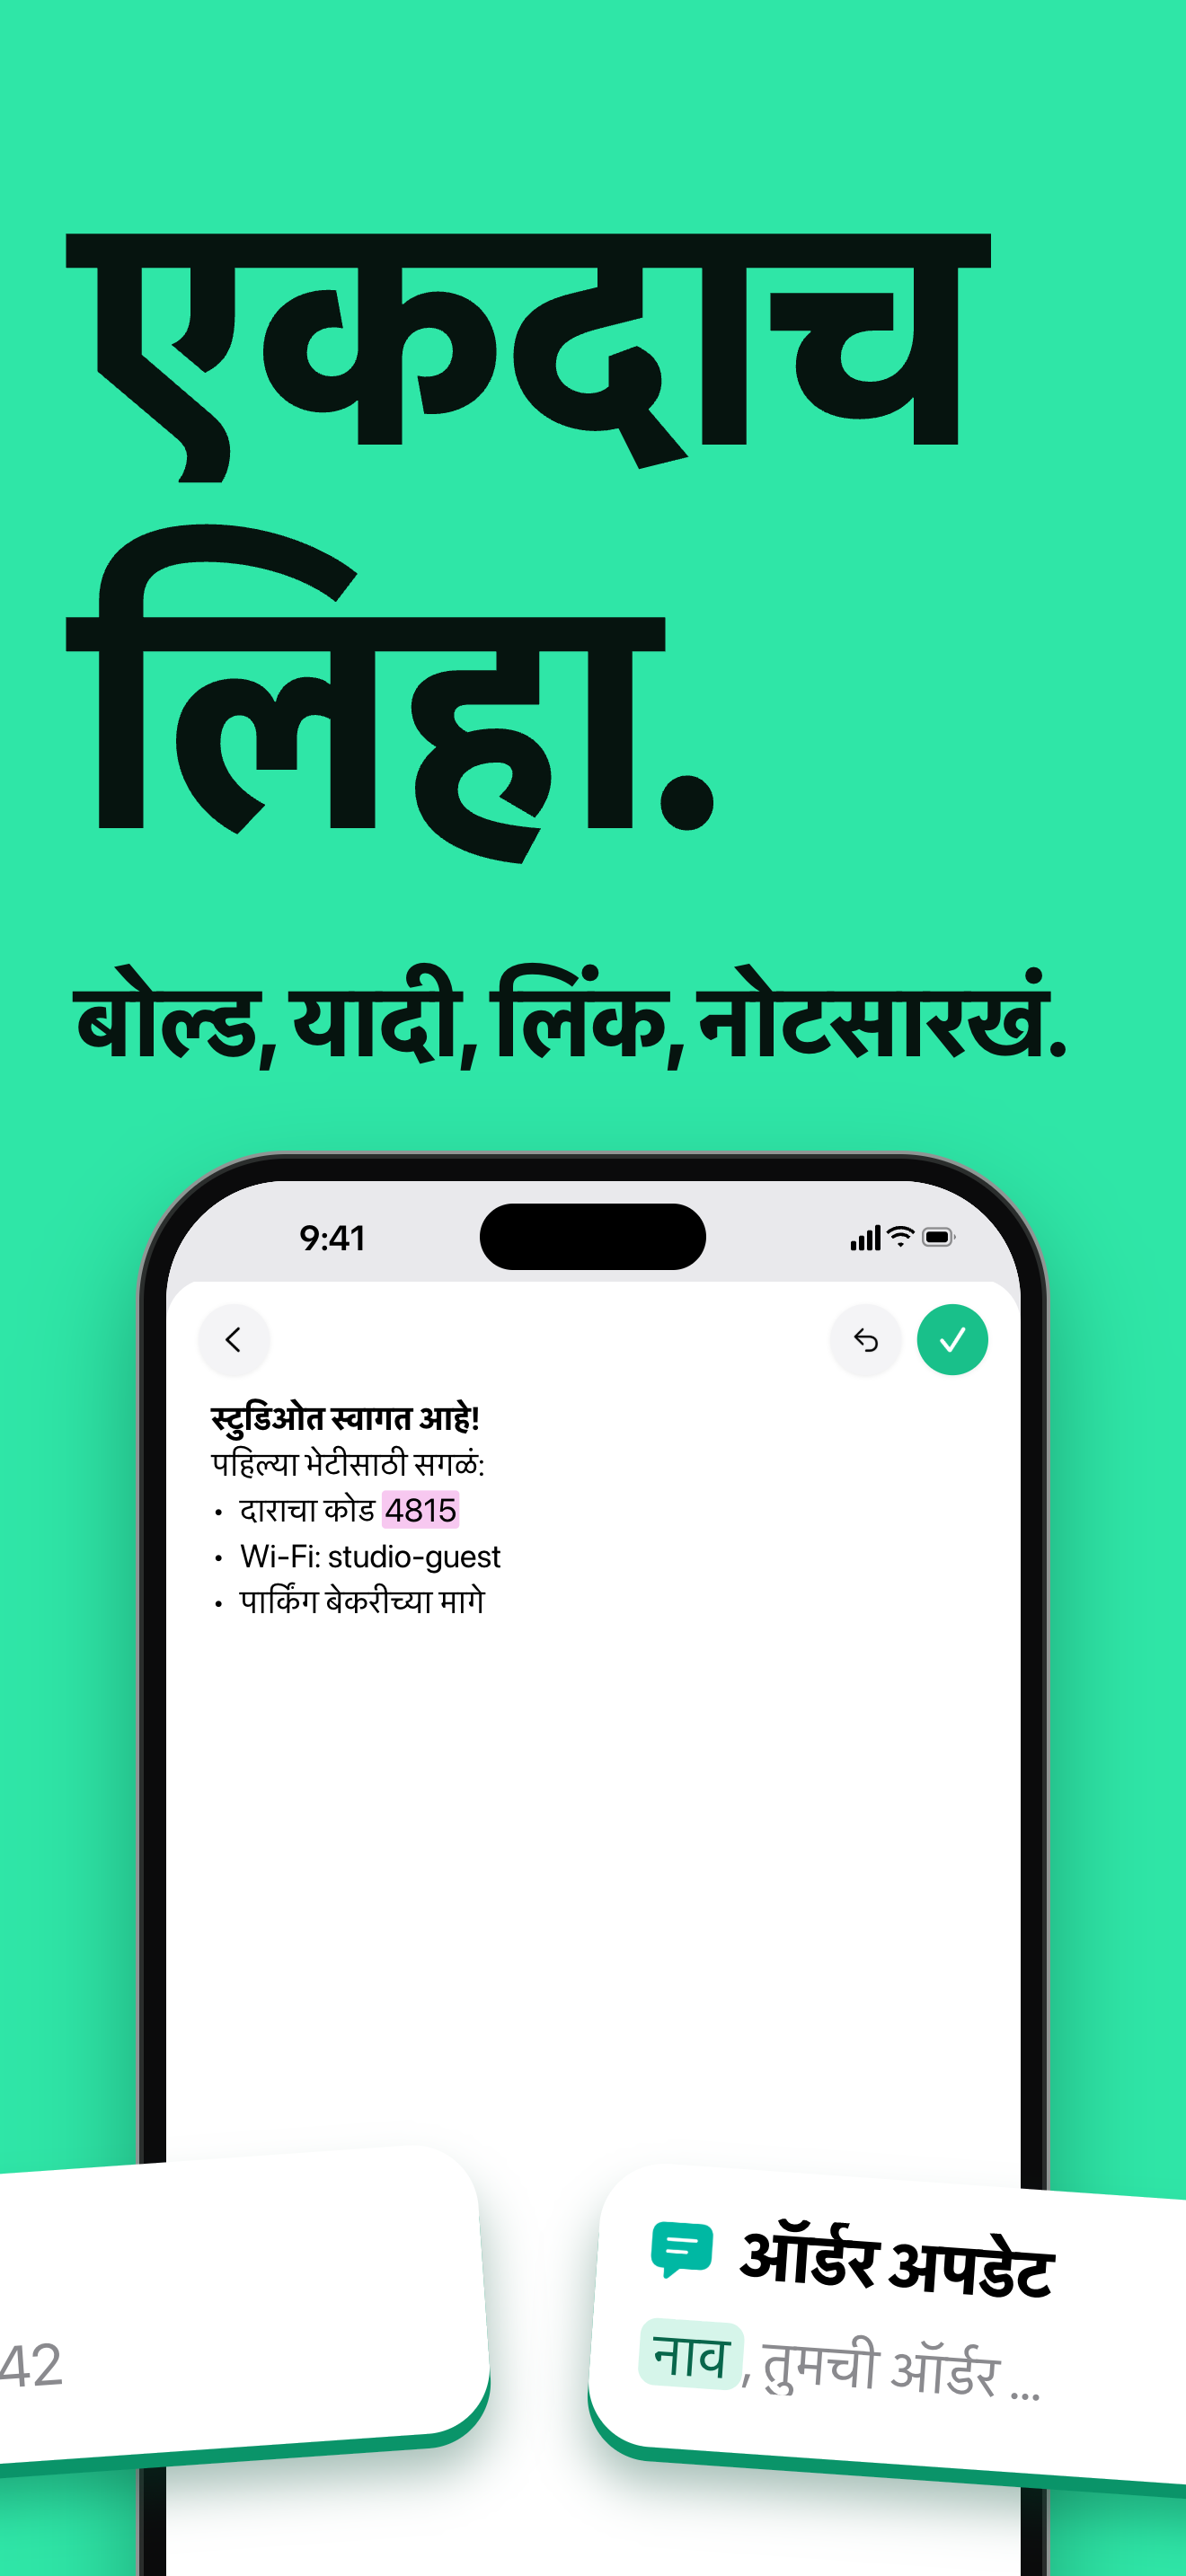 एकदाच
लिहा.
बोल्ड, यादी, लिंक, नोटसारखं.
9:41
स्टुडिओत स्वागत आहे!
पहिल्या भेटीसाठी सगळं:
• दाराचा कोड 4815
• Wi-Fi: studio-guest
• पार्किंग बेकरीच्या मागे
42
ऑर्डर अपडेट
नाव, तुमची ऑर्डर ...